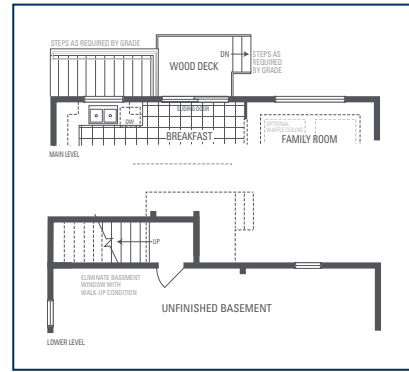 STEPS AS REQUIRED BY GRADE
WOOD DECK
DN
STEPS AS
REQUIRED
BY GRADE
SLIDING DOOR
DW
BREAKFAST
OPTIONAL
WAFFLE CEILING
FAMILY ROOM
MAIN LEVEL
UP
ELIMINATE BASEMENT
WINDOW WITH
WALK-UP CONDITION
UNFINISHED BASEMENT
LOWER LEVEL